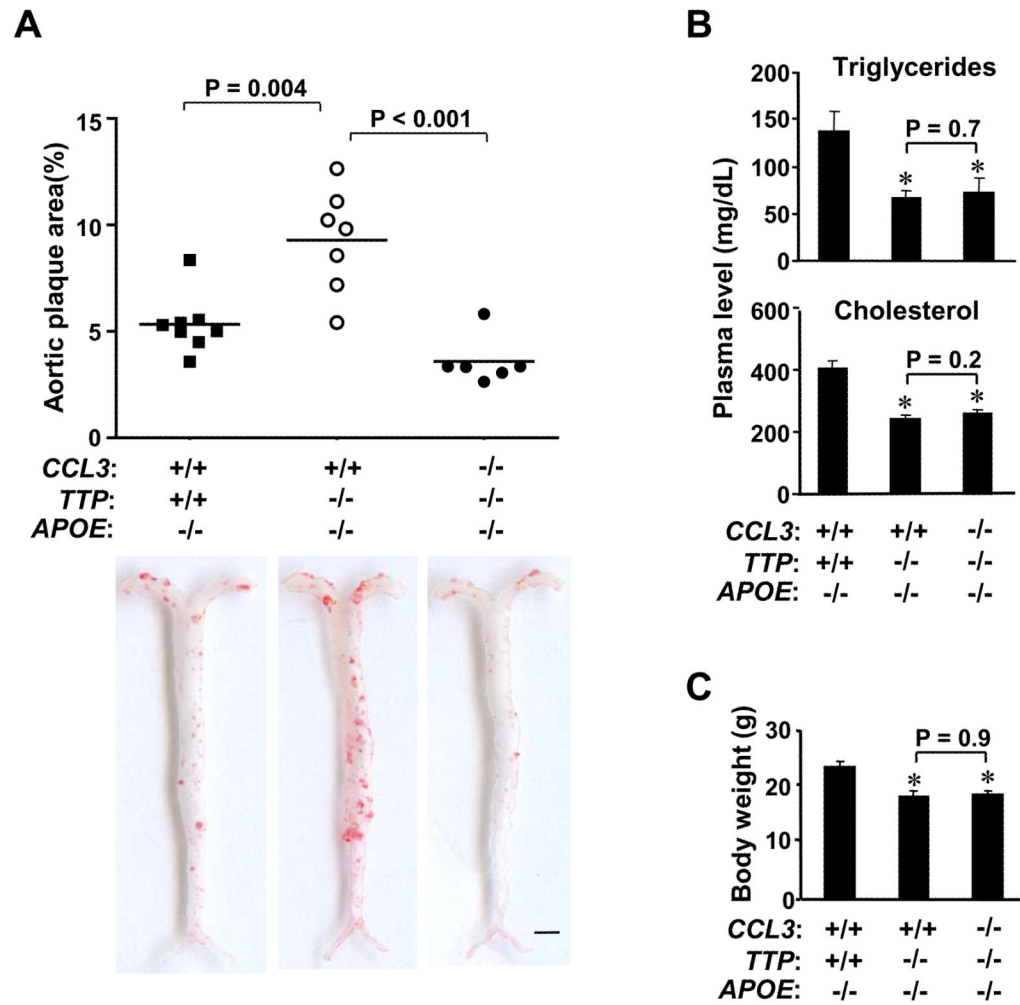 A
P = 0.004
P < 0.001
15
10
5
0
Aortic plaque area(%)
CCL3: +/+ +/+ -/-
TTP: +/+ -/- -/-
APOE: -/- -/- -/-
B
Triglycerides
200
150
100
50
0
P = 0.7
* *
Plasma level (mg/dL)
Cholesterol
600
400
200
0
P = 0.2
* *
CCL3: +/+ +/+ -/-
TTP: +/+ -/- -/-
APOE: -/- -/- -/-
C
30
20
10
0
Body weight (g)
P = 0.9
* *
CCL3: +/+ +/+ -/-
TTP: +/+ -/- -/-
APOE: -/- -/- -/-